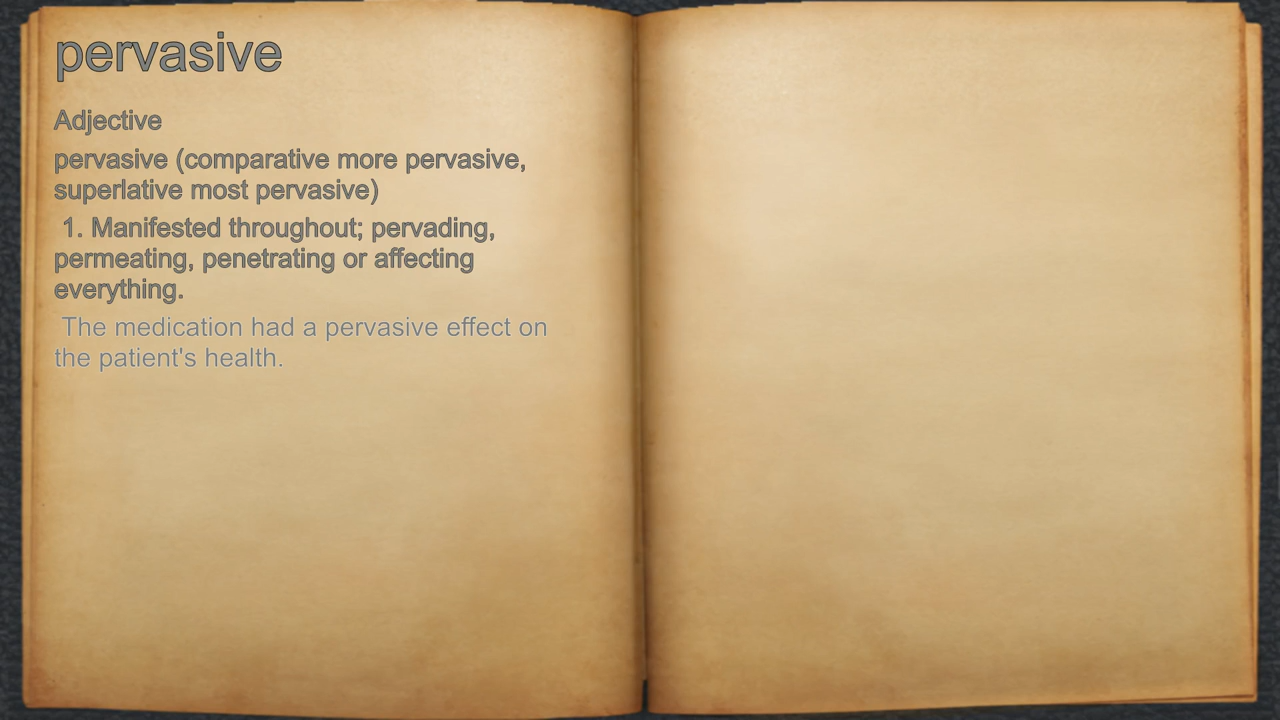 pervasive
Adjective
pervasive (comparative more pervasive,
superlative most pervasive)
1. Manifested throughout; pervading,
permeating, penetrating or affecting
everything.
The medication had a pervasive effect on
the patient's health.